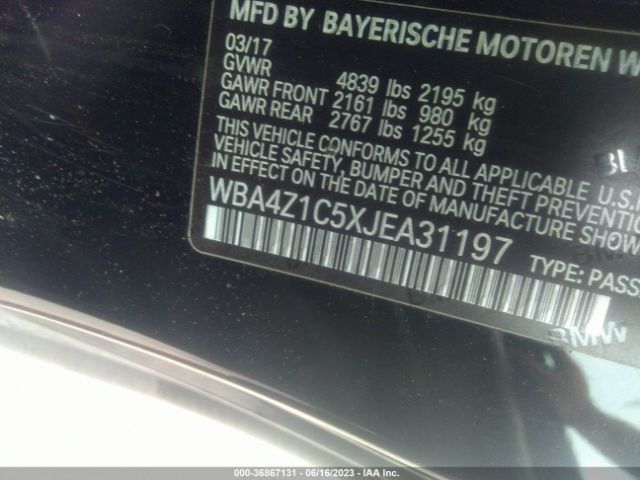 MFD BY BAYERISCHE MOTOREN W
03/17
GVWR 4839 lbs 2195 kg
GAWR FRONT 2161 lbs 980 kg
GAWR REAR 2767 lbs 1255 kg
THIS VEHICLE CONFORMS TO ALL APPLICABLE U.S.
VEHICLE SAFETY, BUMPER AND THEFT PREVENTION
IN EFFECT ON THE DATE OF MANUFACTURE SHOW
WBA4Z1C5XJEA31197
TYPE: PASS
BMW
000-36867131 - 06/16/2023 - IAA Inc.